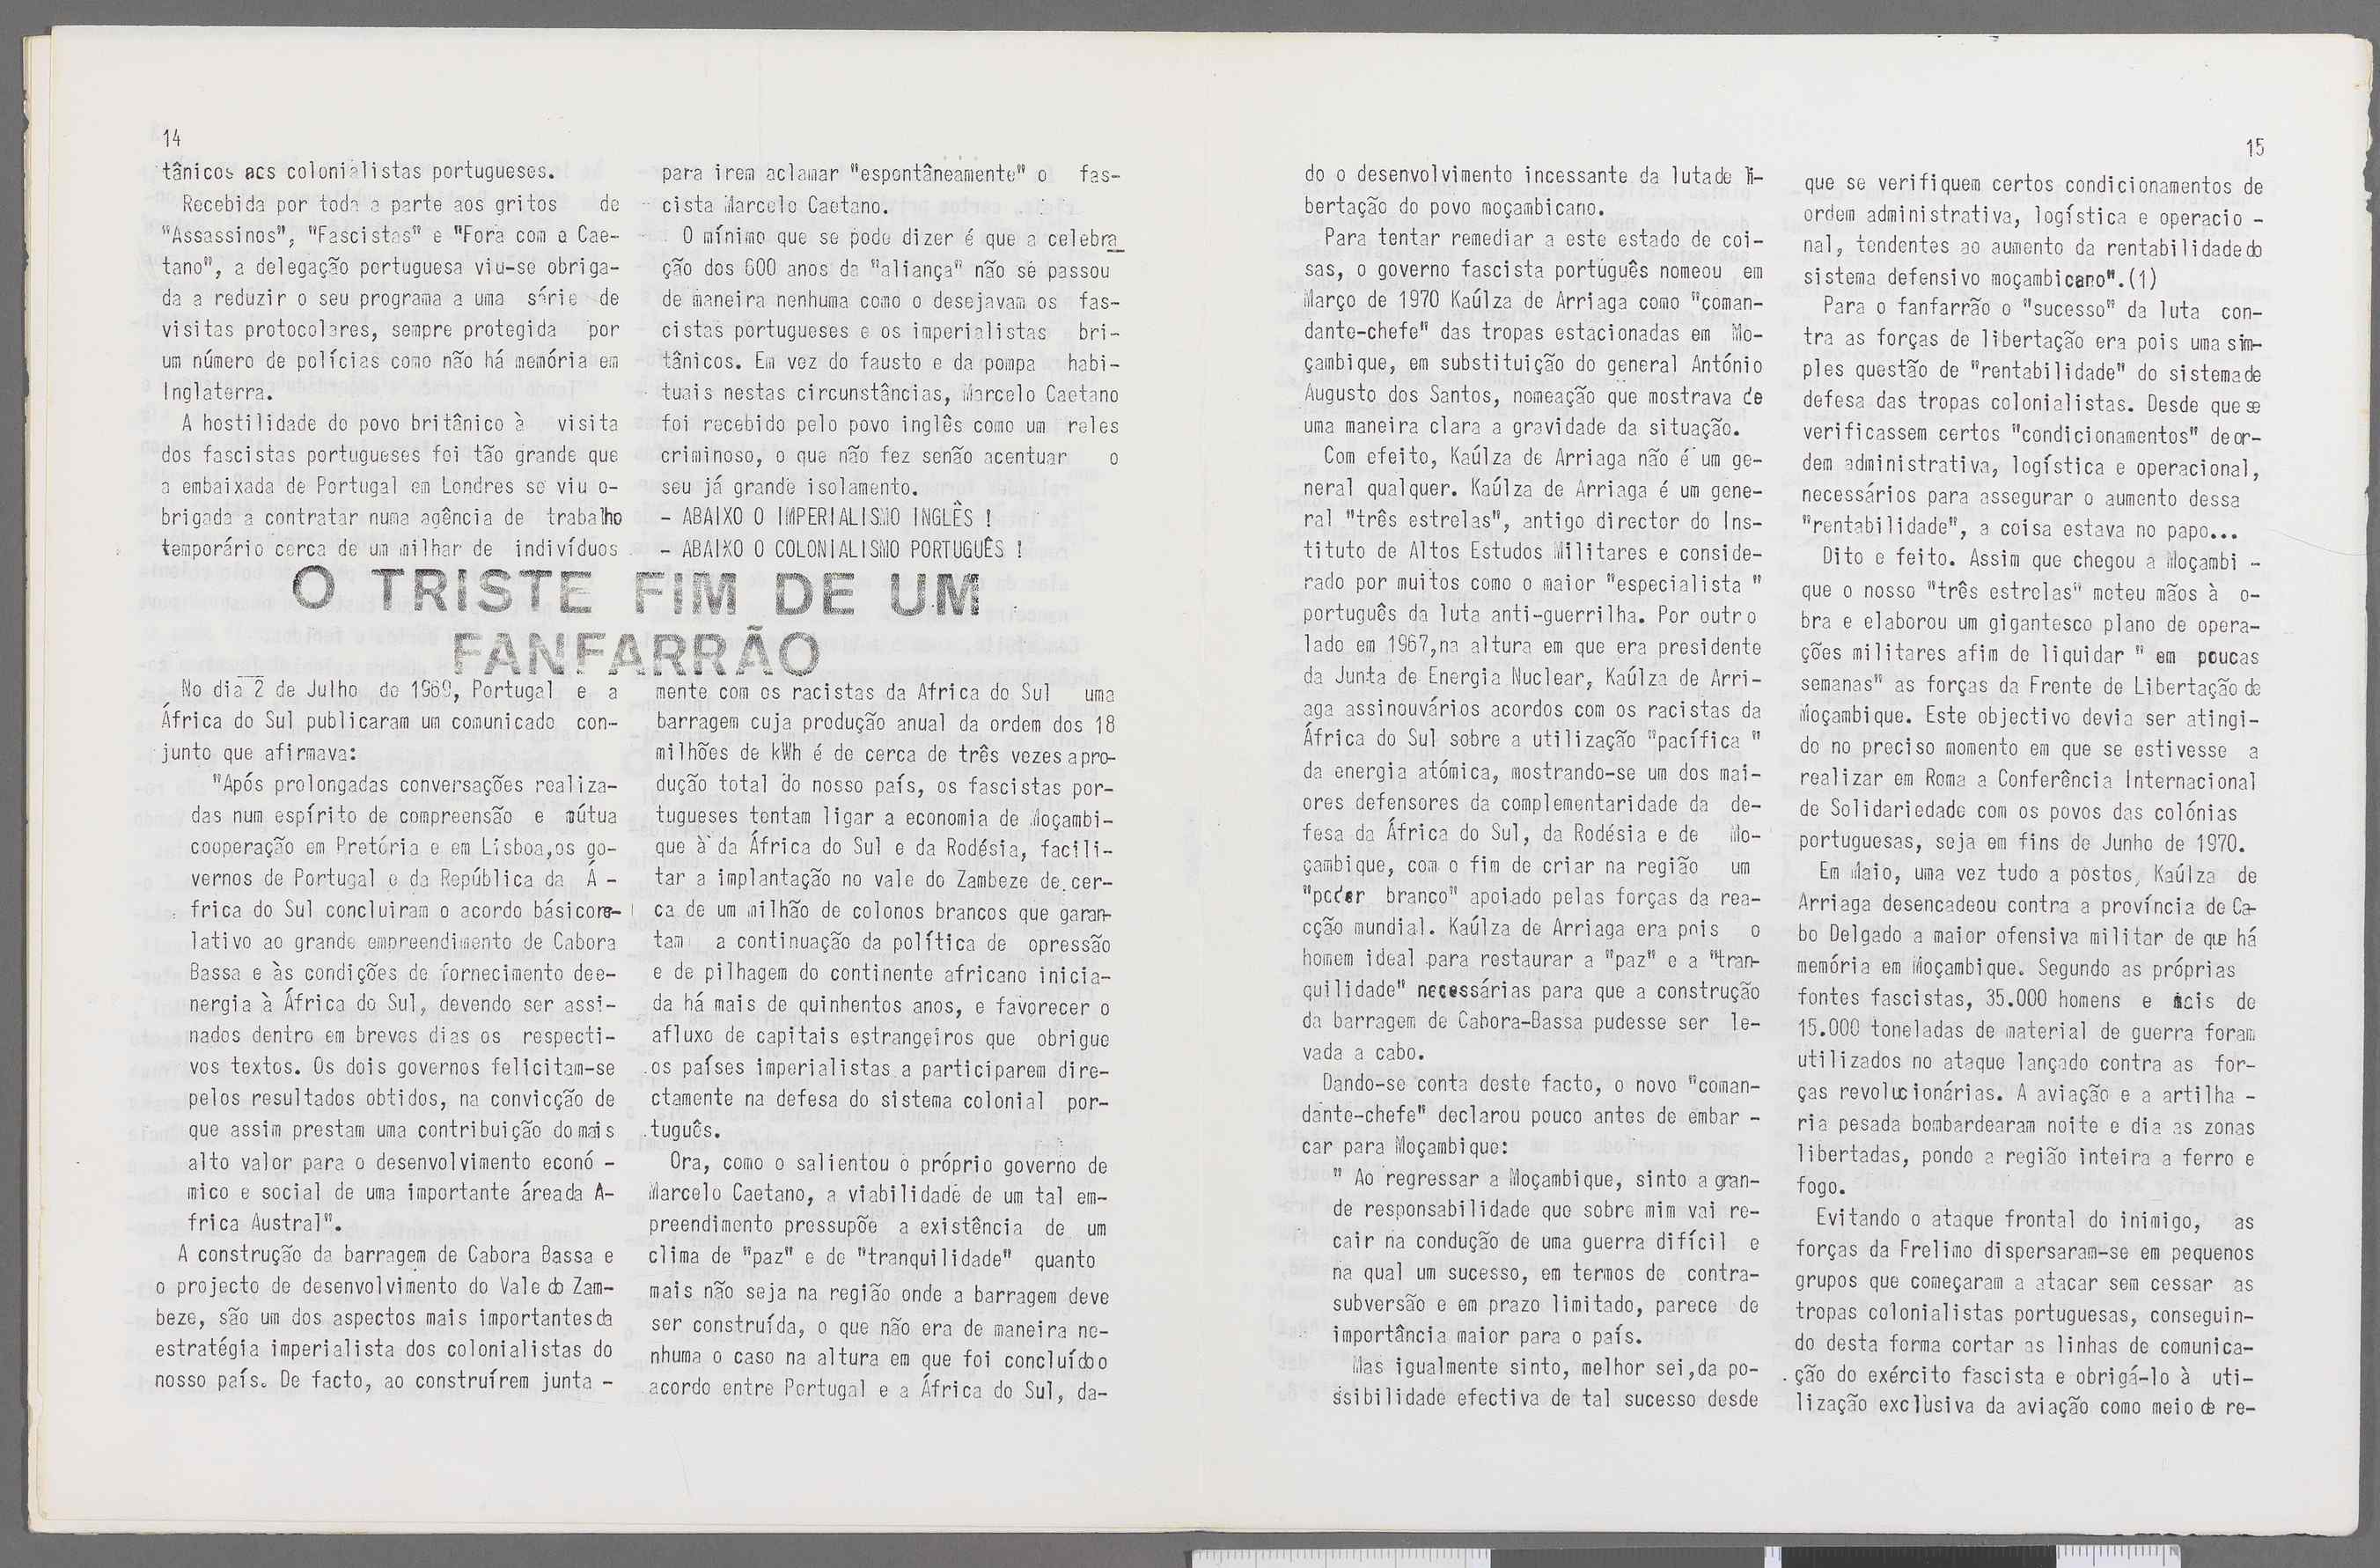 14
tânicos aos colonialistas portugueses.
Recebida por toda a parte aos gritos de
"Assassinos", "Fascistas" e "Fora com o Cae-
tano", a delegação portuguesa viu-se obriga-
da a reduzir o seu programa a uma série de
visitas protocolares, sempre protegida por
um número de polícias como não há memória em
Inglaterra.
A hostilidade do povo britânico à visita
dos fascistas portugueses foi tão grande que
a embaixada de Portugal em Londres se viu o-
brigada a contratar numa agência de trabalho
temporário cerca de um milhar de indivíduos
para irem aclamar "espontâneamente" o fas-
cista Marcelo Caetano.
O mínimo que se pode dizer é que a celebra
ção dos 600 anos da "aliança" não se passou
de maneira nenhuma como o desejavam os fas-
cistas portugueses e os imperialistas bri-
tânicos. Em vez do fausto e da pompa habi-
tuais nestas circunstâncias, Marcelo Caetano
foi recebido pelo povo inglês como um reles
criminoso, o que não fez senão acentuar o
seu já grande isolamento.
- ABAIXO O IMPERIALISMO INGLÊS !
- ABAIXO O COLONIALISMO PORTUGUÊS !
O TRISTE FIM DE UM
FANFARRÃO
No dia 2 de Julho de 1969, Portugal e a
África do Sul publicaram um comunicado con-
junto que afirmava:
"Após prolongadas conversações realiza-
das num espírito de compreensão e mútua
cooperação em Pretória e em Lisboa,os go-
vernos de Portugal e da República da Á -
frica do Sul concluiram o acordo básico re-
lativo ao grande empreendimento de Cabora
Bassa e às condições de fornecimento de e-
nergia à África do Sul, devendo ser assi-
nados dentro em breves dias os respecti-
vos textos. Os dois governos felicitam-se
pelos resultados obtidos, na convicção de
que assim prestam uma contribuição do mais
alto valor para o desenvolvimento econó -
mico e social de uma importante área da A-
frica Austral".
A construção da barragem de Cabora Bassa e
o projecto de desenvolvimento do Vale do Zam-
beze, são um dos aspectos mais importantes da
estratégia imperialista dos colonialistas do
nosso país. De facto, ao construírem junta -
mente com os racistas da Africa do Sul uma
barragem cuja produção anual da ordem dos 18
milhões de kWh é de cerca de três vezes a pro-
dução total do nosso país, os fascistas por-
tugueses tentam ligar a economia de Moçambi-
que à da África do Sul e da Rodésia, facili-
tar a implantação no vale do Zambeze de cer-
ca de um milhão de colonos brancos que garan-
tam a continuação da política de opressão
e de pilhagem do continente africano inicia-
da há mais de quinhentos anos, e favorecer o
afluxo de capitais estrangeiros que obrigue
os países imperialistas a participarem dire-
ctamente na defesa do sistema colonial por-
tuguês.
Ora, como o salientou o próprio governo de
Marcelo Caetano, a viabilidade de um tal em-
preendimento pressupõe a existência de um
clima de "paz" e de "tranquilidade" quanto
mais não seja na região onde a barragem deve
ser construída, o que não era de maneira ne-
nhuma o caso na altura em que foi concluído o
acordo entre Portugal e a África do Sul, da-
15
do o desenvolvimento incessante da luta de li-
bertação do povo moçambicano.
Para tentar remediar a este estado de coi-
sas, o governo fascista português nomeou em
Março de 1970 Kaúlza de Arriaga como "coman-
dante-chefe" das tropas estacionadas em Mo-
çambique, em substituição do general António
Augusto dos Santos, nomeação que mostrava de
uma maneira clara a gravidade da situação.
Com efeito, Kaúlza de Arriaga não é um ge-
neral qualquer. Kaúlza de Arriaga é um gene-
ral "três estrelas", antigo director do Ins-
tituto de Altos Estudos Militares e conside-
rado por muitos como o maior "especialista "
português da luta anti-guerrilha. Por outro
lado em 1967,na altura em que era presidente
da Junta de Energia Nuclear, Kaúlza de Arri-
aga assinouvários acordos com os racistas da
África do Sul sobre a utilização "pacífica "
da energia atómica, mostrando-se um dos mai-
ores defensores da complementaridade da de-
fesa da África do Sul, da Rodésia e de Mo-
çambique, com o fim de criar na região um
"poder branco" apoiado pelas forças da rea-
cção mundial. Kaúlza de Arriaga era pois o
homem ideal para restaurar a "paz" e a "tran-
quilidade" necessárias para que a construção
da barragem de Cabora-Bassa pudesse ser le-
vada a cabo.
Dando-se conta deste facto, o novo "coman-
dante-chefe" declarou pouco antes de embar -
car para Moçambique:
" Ao regressar a Moçambique, sinto a gran-
de responsabilidade que sobre mim vai re-
cair na condução de uma guerra difícil e
na qual um sucesso, em termos de contra-
subversão e em prazo limitado, parece de
importância maior para o país.
Mas igualmente sinto, melhor sei,da po-
ssibilidade efectiva de tal sucesso desde
que se verifiquem certos condicionamentos de
ordem administrativa, logística e operacio -
nal, tendentes ao aumento da rentabilidade do
sistema defensivo moçambicano".(1)
Para o fanfarrão o "sucesso" da luta con-
tra as forças de libertação era pois uma sim-
ples questão de "rentabilidade" do sistema de
defesa das tropas colonialistas. Desde que se
verificassem certos "condicionamentos" de or-
dem administrativa, logística e operacional,
necessários para assegurar o aumento dessa
"rentabilidade", a coisa estava no papo...
Dito e feito. Assim que chegou a Moçambi -
que o nosso "três estrelas" meteu mãos à o-
bra e elaborou um gigantesco plano de opera-
ções militares afim de liquidar " em poucas
semanas" as forças da Frente de Libertação de
Moçambique. Este objectivo devia ser atingi-
do no preciso momento em que se estivesse a
realizar em Roma a Conferência Internacional
de Solidariedade com os povos das colónias
portuguesas, seja em fins de Junho de 1970.
Em Maio, uma vez tudo a postos, Kaúlza de
Arriaga desencadeou contra a província de Ca-
bo Delgado a maior ofensiva militar de que há
memória em Moçambique. Segundo as próprias
fontes fascistas, 35.000 homens e mais de
15.000 toneladas de material de guerra foram
utilizados no ataque lançado contra as for-
ças revolucionárias. A aviação e a artilha -
ria pesada bombardearam noite e dia as zonas
libertadas, pondo a região inteira a ferro e
fogo.
Evitando o ataque frontal do inimigo, as
forças da Frelimo dispersaram-se em pequenos
grupos que começaram a atacar sem cessar as
tropas colonialistas portuguesas, conseguin-
do desta forma cortar as linhas de comunica-
ção do exército fascista e obrigá-lo à uti-
lização exclusiva da aviação como meio de re-